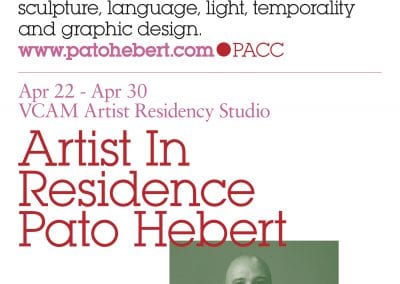 sculpture, language, light, temporality
and graphic design.
www.patohebert.com ●PACC
Apr 22 - Apr 30
VCAM Artist Residency Studio
Artist In
Residence
Pato Hebert